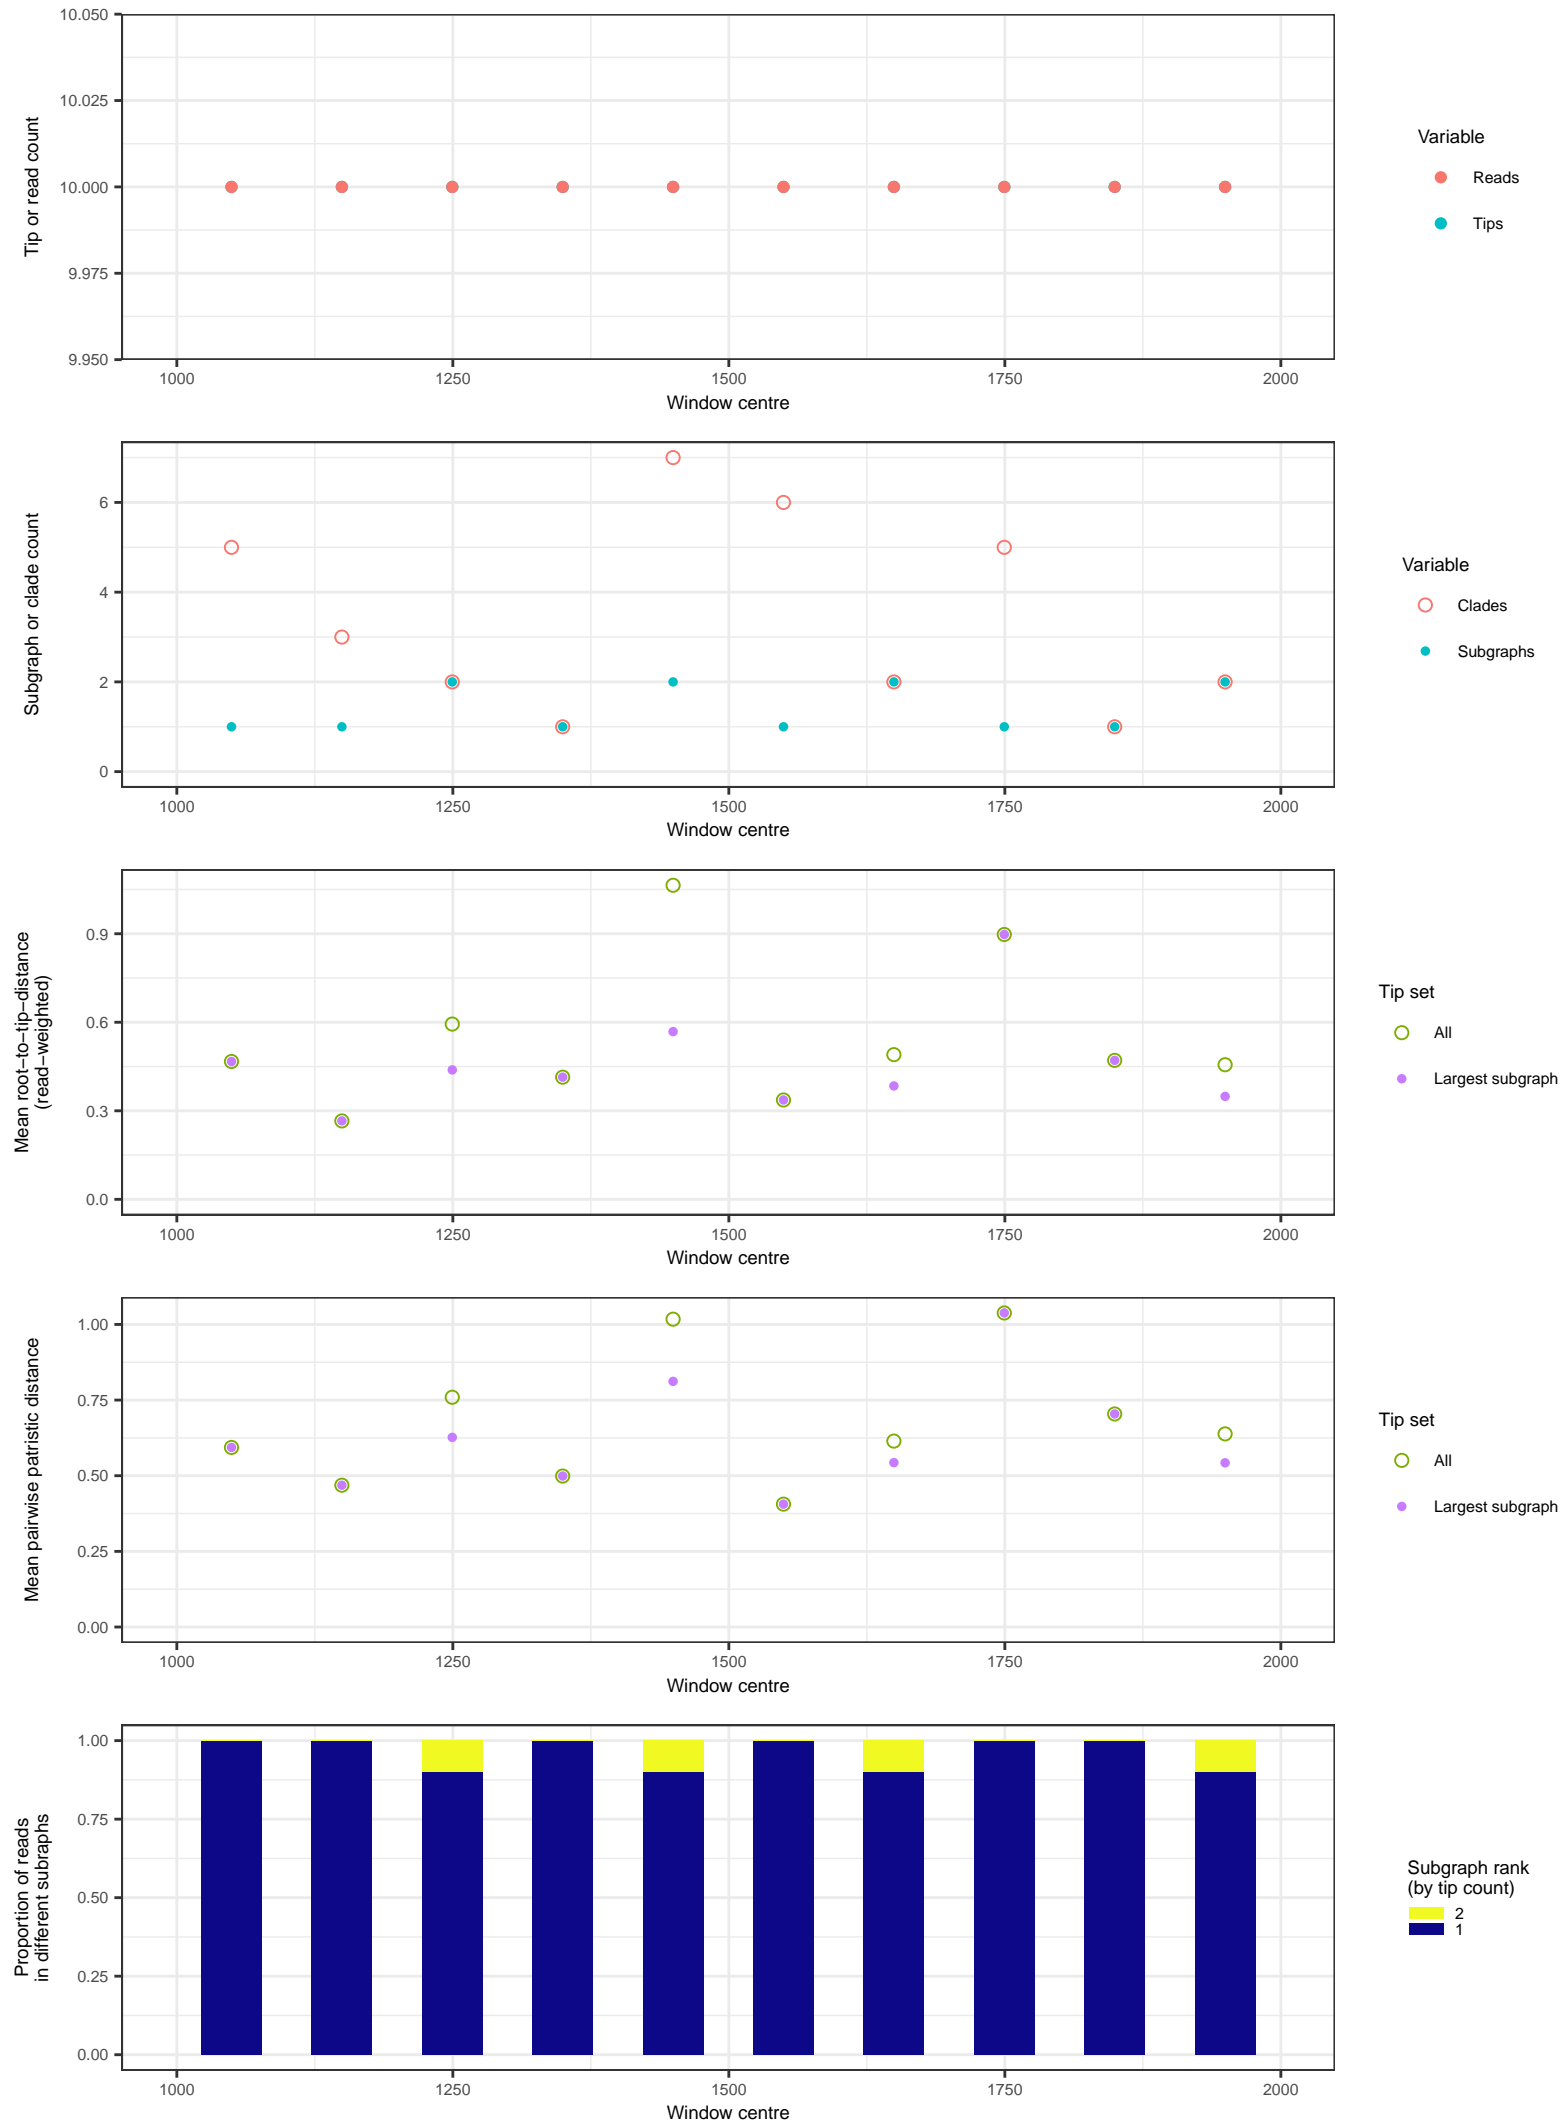 10.050
10.025
10.000
9.975
9.950
Tip or read count
1000 1250 1500 1750 2000
Window centre
Variable
Reads
Tips
6
4
2
0
Subgraph or clade count
1000 1250 1500 1750 2000
Window centre
Variable
Clades
Subgraphs
0.9
0.6
0.3
0.0
Mean root−to−tip−distance
(read−weighted)
1000 1250 1500 1750 2000
Window centre
Tip set
All
Largest subgraph
1.00
0.75
0.50
0.25
0.00
Mean pairwise patristic distance
1000 1250 1500 1750 2000
Window centre
Tip set
All
Largest subgraph
1.00
0.75
0.50
0.25
0.00
Proportion of reads
in different subraphs
1000 1250 1500 1750 2000
Window centre
Subgraph rank
(by tip count)
2
1